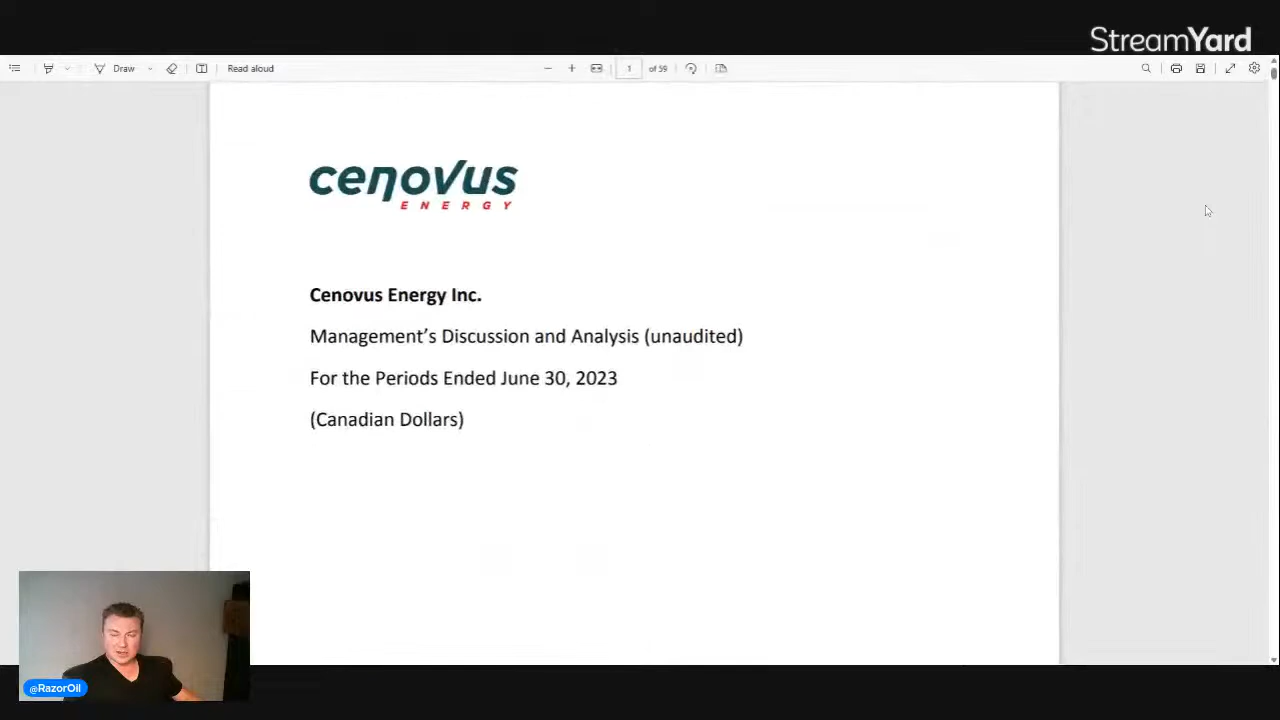 StreamYard
Draw
Read aloud
1 of 59
cenovus
ENERGY
Cenovus Energy Inc.
Management’s Discussion and Analysis (unaudited)
For the Periods Ended June 30, 2023
(Canadian Dollars)
@RazorOil